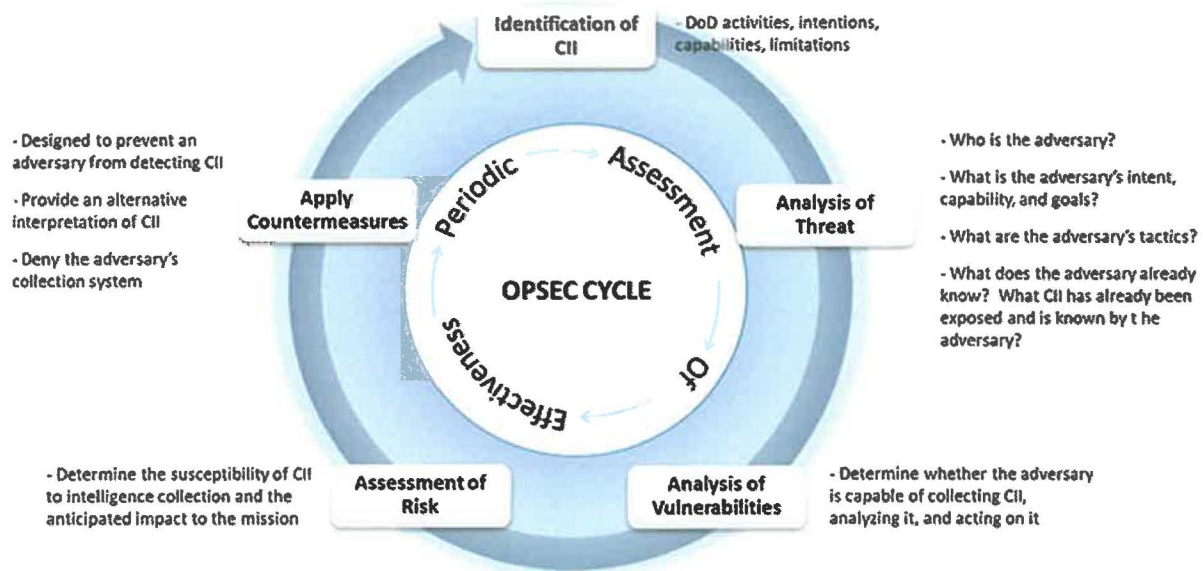 Identification of
CII
- DoD activities, intentions,
capabilities, limitations
- Who is the adversary?
- What is the adversary's intent,
capability, and goals?
- What are the adversary's tactics?
- What does the adversary already
know? What CII has already been
exposed and is known by t he
adversary?
Analysis of
Threat
- Determine whether the adversary
is capable of collecting CII,
analyzing it, and acting on it
Analysis of
Vulnerabilities
Assessment of
Risk
- Determine the susceptibility of CII
to intelligence collection and the
anticipated impact to the mission
Apply
Countermeasures
- Designed to prevent an
adversary from detecting CII
- Provide an alternative
interpretation of CII
- Deny the adversary's
collection system
Periodic
Assessment
Of
Effectiveness
OPSEC CYCLE